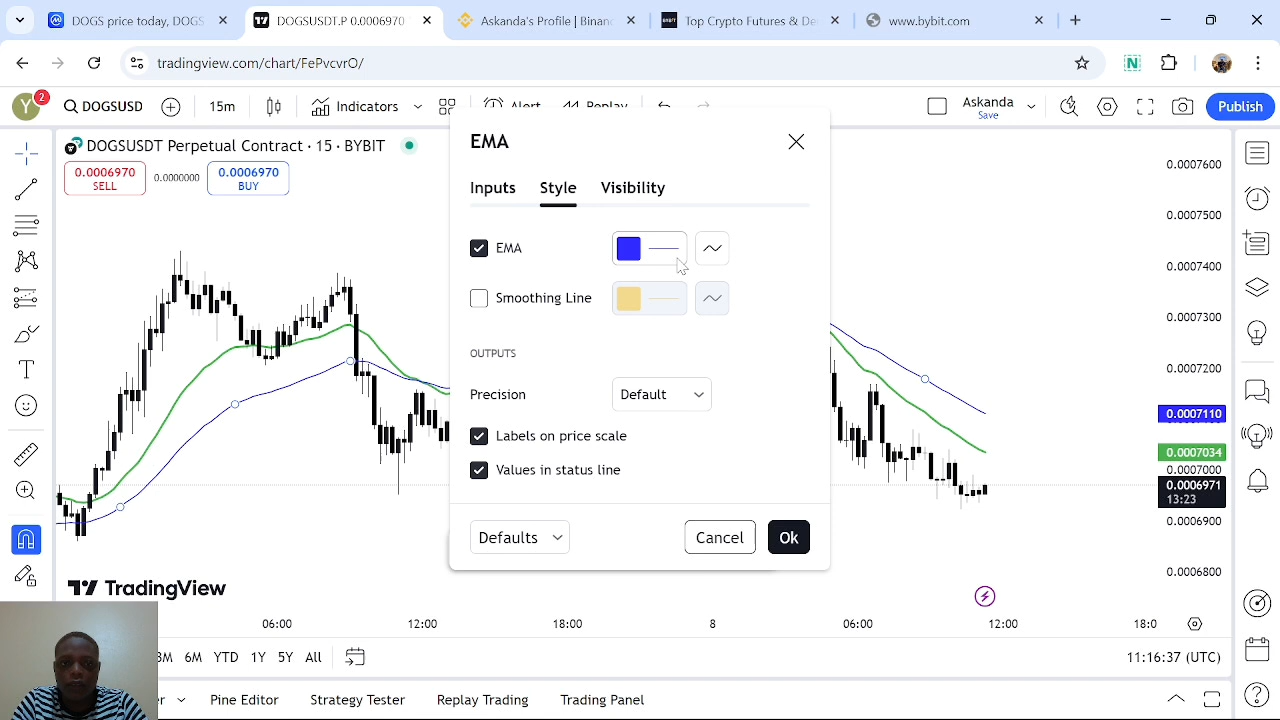 DOGS price today, DOGS
DOGSUSDT.P 0.0006970
Askanda's Profile | Binanc
Top Crypto Futures & De
www.bybit.com
tradingview.com/chart/FePvcvrO/
Y
2
DOGSUSD
15m
Indicators
Alert
Replay
Askanda
Save
Publish
DOGSUSDT Perpetual Contract · 15 · BYBIT
0.0006970
SELL
0.0000000
0.0006970
BUY
EMA
Inputs
Style
Visibility
EMA
Smoothing Line
OUTPUTS
Precision
Default
Labels on price scale
Values in status line
Defaults
Cancel
Ok
0.0007600
0.0007500
0.0007400
0.0007300
0.0007200
0.0007110
0.0007034
0.0007000
0.0006971
13:23
0.0006900
0.0006800
TradingView
06:00
12:00
18:00
8
06:00
12:00
18:0
3M
6M
YTD
1Y
5Y
All
11:16:37 (UTC)
Pine Editor
Strategy Tester
Replay Trading
Trading Panel